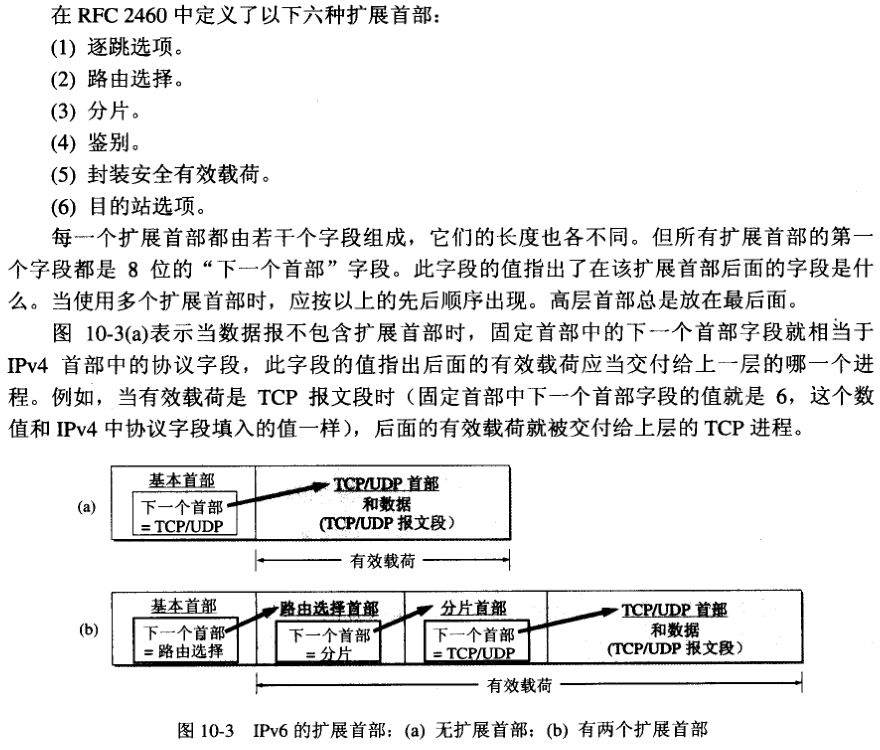 在 RFC 2460 中定义了以下六种扩展首部：
(1) 逐跳选项。
(2) 路由选择。
(3) 分片。
(4) 鉴别。
(5) 封装安全有效载荷。
(6) 目的站选项。
每一个扩展首部都由若干个字段组成，它们的长度也各不同。但所有扩展首部的第一
个字段都是 8 位的“下一个首部”字段。此字段的值指出了在该扩展首部后面的字段是什
么。当使用多个扩展首部时，应按以上的先后顺序出现。高层首部总是放在最后面。
图 10-3(a)表示当数据报不包含扩展首部时，固定首部中的下一个首部字段就相当于
IPv4 首部中的协议字段，此字段的值指出后面的有效载荷应当交付给上一层的哪一个进
程。例如，当有效载荷是 TCP 报文段时（固定首部中下一个首部字段的值就是 6，这个数
值和 IPv4 中协议字段填入的值一样），后面的有效载荷就被交付给上层的 TCP 进程。
(a)
基本首部
下一个首部
= TCP/UDP
TCP/UDP 首部
和数据
(TCP/UDP 报文段）
有效载荷
(b)
基本首部
下一个首部
= 路由选择
路由选择首部
下一个首部
= 分片
分片首部
下一个首部
= TCP/UDP
TCP/UDP 首部
和数据
(TCP/UDP 报文段）
有效载荷
图 10-3 IPv6 的扩展首部：(a) 无扩展首部；(b) 有两个扩展首部